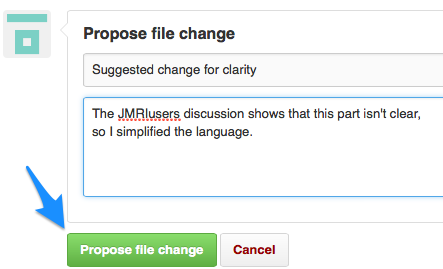 Propose file change
Suggested change for clarity
The JMRIusers discussion shows that this part isn't clear,
so I simplified the language.
Propose file change
Cancel